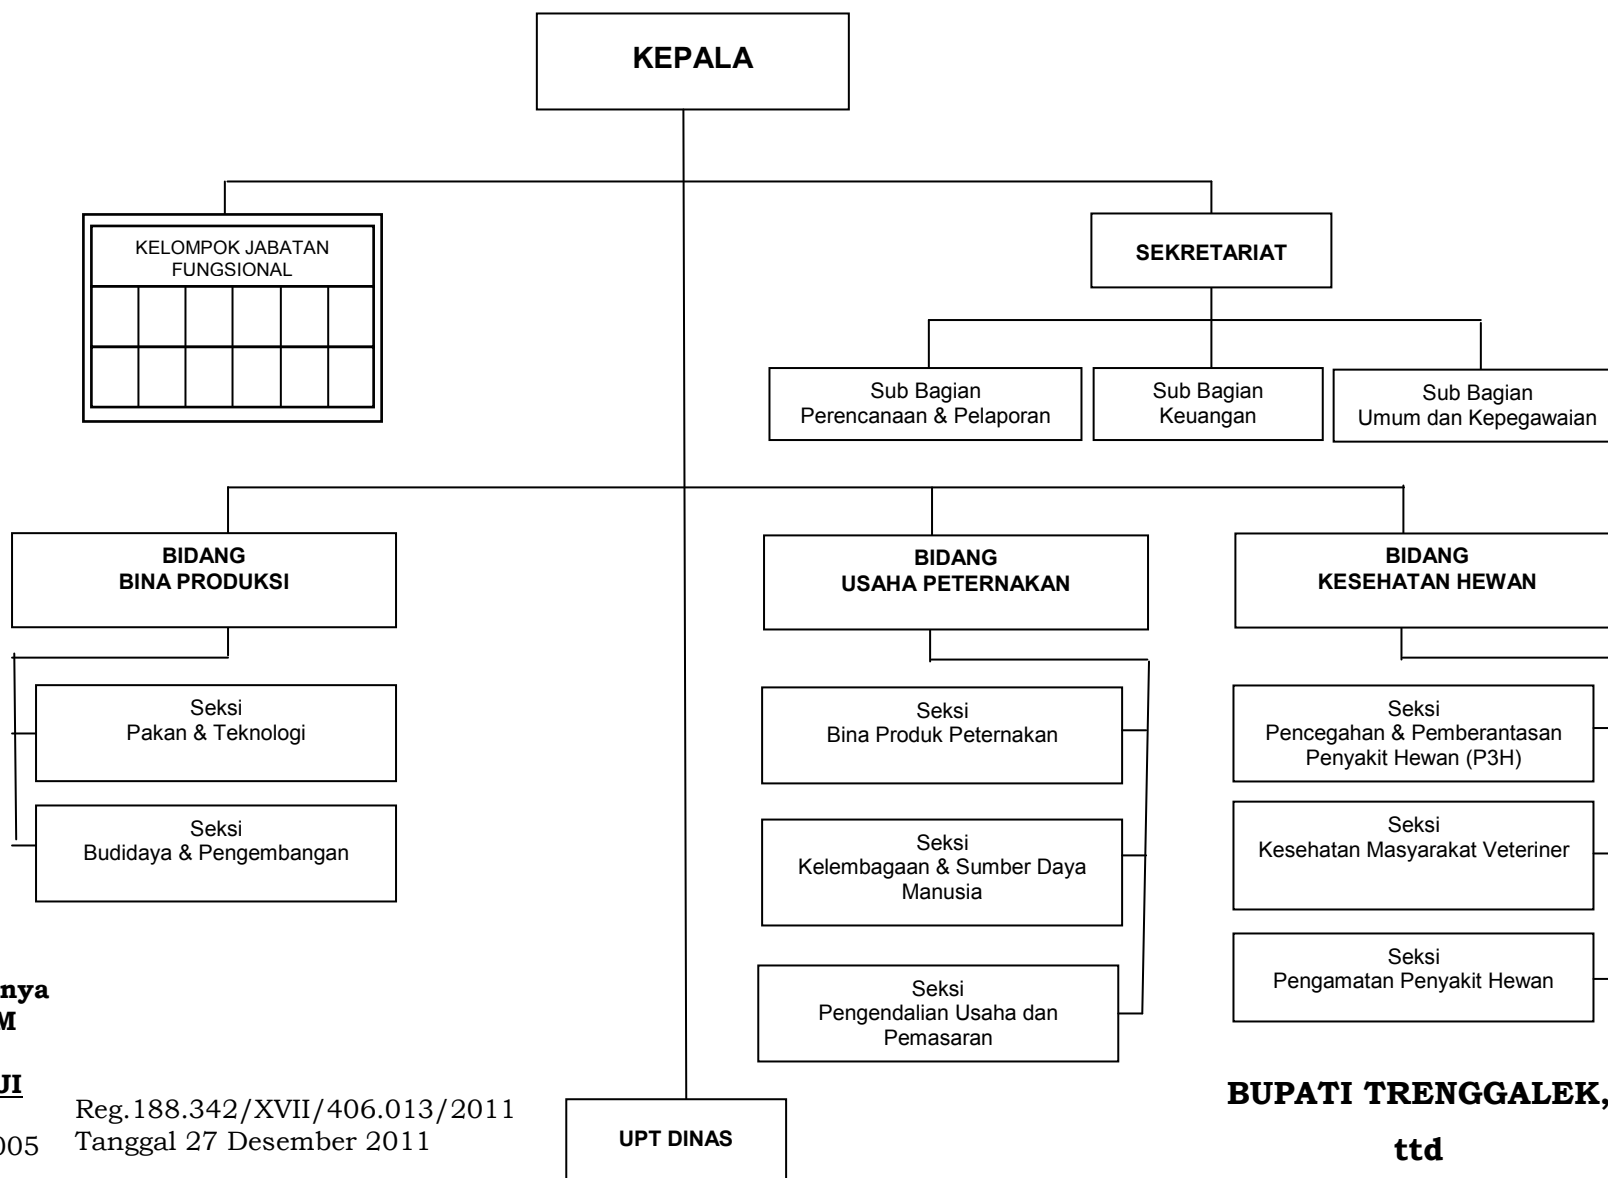 KEPALA
KELOMPOK JABATAN
FUNGSIONAL
SEKRETARIAT
Sub Bagian
Perencanaan & Pelaporan
Sub Bagian
Keuangan
Sub Bagian
Umum dan Kepegawaian
BIDANG
BINA PRODUKSI
BIDANG
USAHA PETERNAKAN
BIDANG
KESEHATAN HEWAN
Seksi
Pakan & Teknologi
Seksi
Budidaya & Pengembangan
Seksi
Bina Produk Peternakan
Seksi
Kelembagaan & Sumber Daya
Manusia
Seksi
Pengendalian Usaha dan
Pemasaran
Seksi
Pencegahan & Pemberantasan
Penyakit Hewan (P3H)
Seksi
Kesehatan Masyarakat Veteriner
Seksi
Pengamatan Penyakit Hewan
nya
M
JI
005
Reg.188.342/XVII/406.013/2011
Tanggal 27 Desember 2011
UPT DINAS
BUPATI TRENGGALEK,
ttd